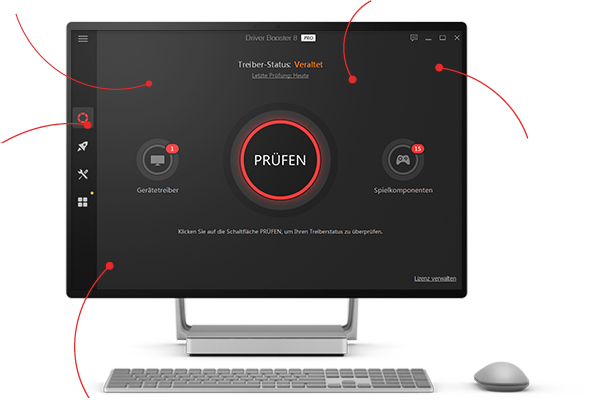 Driver Booster 8 PRO
Treiber-Status: Veraltet
Letzte Prüfung: Heute
1
15
PRÜFEN
Gerätetreiber
Spielkomponenten
Klicken Sie auf die Schaltfläche PRÜFEN, um Ihren Treiberstatus zu überprüfen.
Lizenz verwalten